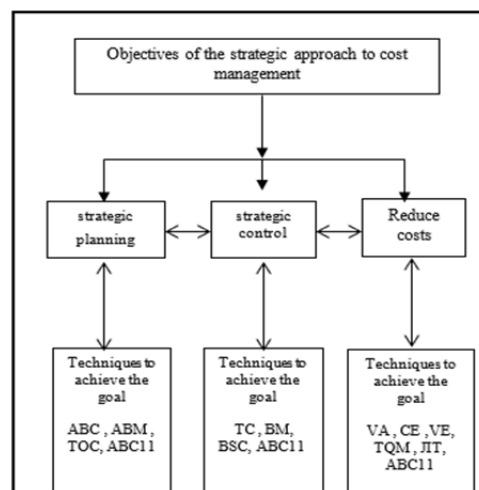 Objectives of the strategic approach to cost
management
strategic
planning
strategic
control
Reduce
costs
Techniques to
achieve the
goal
ABC , ABM ,
TOC, ABC11
Techniques to
achieve the
goal
TC, BM,
BSC, ABC11
Techniques to
achieve the
goal
VA , CE ,VE,
TQM , JIT,
ABC11